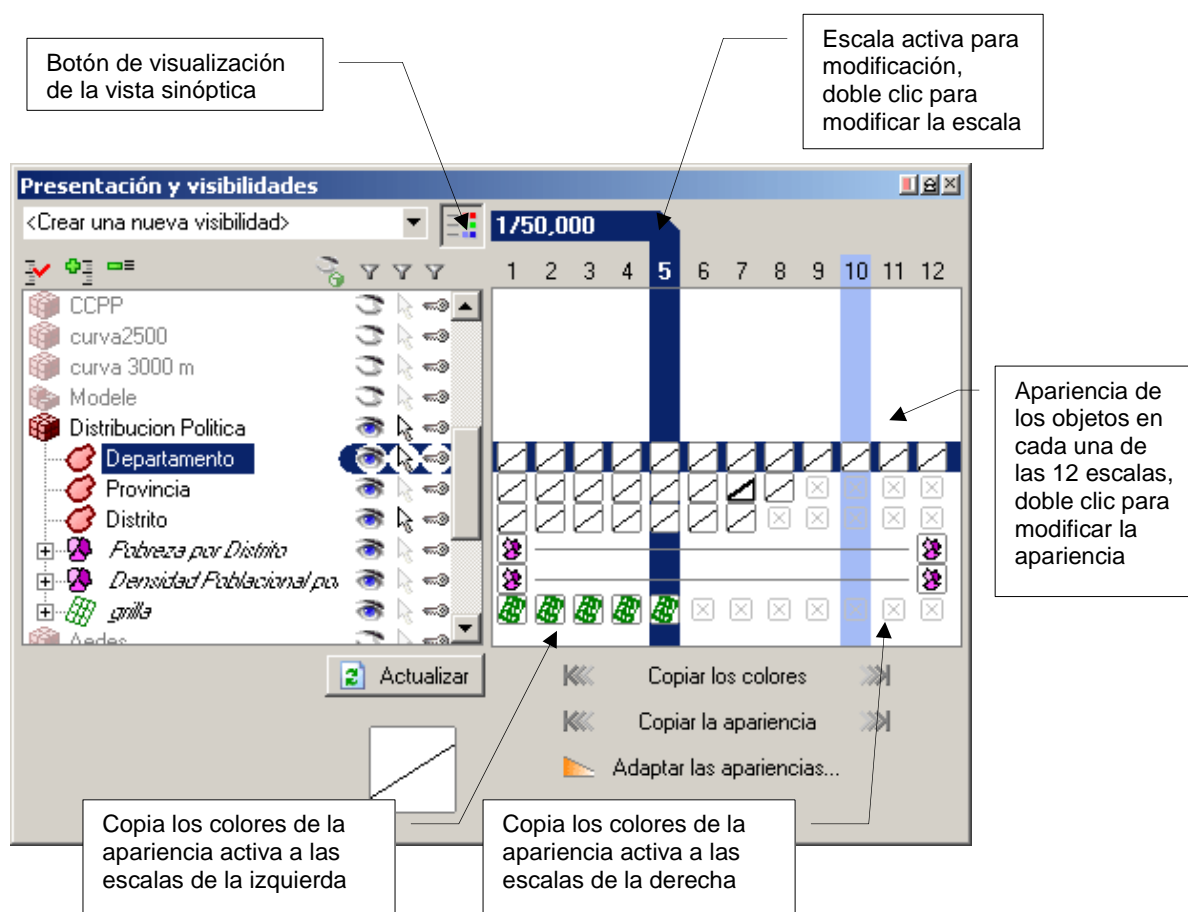 Botón de visualización
de la vista sinóptica
Escala activa para
modificación,
doble clic para
modificar la escala
Presentación y visibilidades
<Crear una nueva visibilidad>
1/50,000
1 2 3 4 5 6 7 8 9 10 11 12
CCPP
curva2500
curva 3000 m
Modele
Distribucion Politica
Departamento
Provincia
Distrito
Pobreza por Distrito
Densidad Poblacional po
grilla
Aedes
Apariencia de
los objetos en
cada una de
las 12 escalas,
doble clic para
modificar la
apariencia
Actualizar
Copiar los colores
Copiar la apariencia
Adaptar las apariencias...
Copia los colores de la
apariencia activa a las
escalas de la izquierda
Copia los colores de la
apariencia activa a las
escalas de la derecha